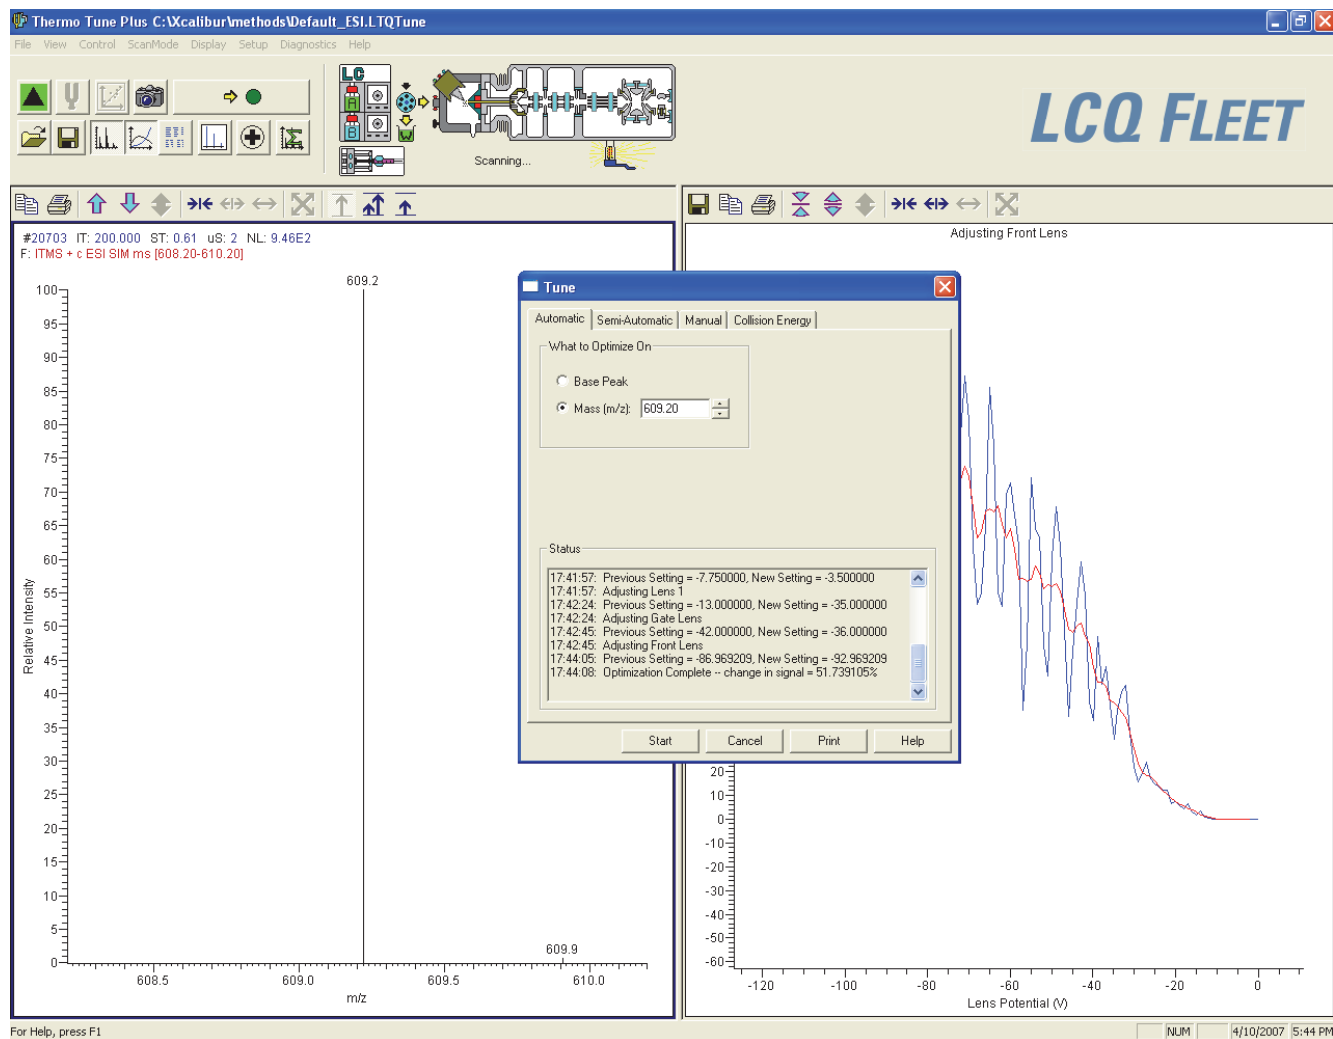 Thermo Tune Plus C:\Xcalibur\methods\Default_ESI.LTQTune
File View Control ScanMode Display Setup Diagnostics Help
LC
A
B
W
Scanning...
LCQ FLEET
#20703 IT: 200.000 ST: 0.61 uS: 2 NL: 9.46E2
F: ITMS + c ESI SIM ms [608.20-610.20]
609.2
100
95
90
85
80
75
70
65
60
55
50
45
40
35
30
25
20
15
10
5
0
Relative Intensity
609.9
608.5 609.0 609.5 610.0
m/z
Adjusting Front Lens
Tune
Automatic Semi-Automatic Manual Collision Energy
What to Optimize On
Base Peak
Mass (m/z): 609.20
Status
17:41:57: Previous Setting = -7.750000, New Setting = -3.500000
17:41:57: Adjusting Lens 1
17:42:24: Previous Setting = -13.000000, New Setting = -35.000000
17:42:24: Adjusting Gate Lens
17:42:45: Previous Setting = -42.000000, New Setting = -36.000000
17:42:45: Adjusting Front Lens
17:44:05: Previous Setting = -86.969209, New Setting = -92.969209
17:44:08: Optimization Complete -- change in signal = 51.739105%
Start Cancel Print Help
20
10
0
-10
-20
-30
-40
-50
-60
-120 -100 -80 -60 -40 -20 0
Lens Potential (V)
For Help, press F1
NUM 4/10/2007 5:44 PM